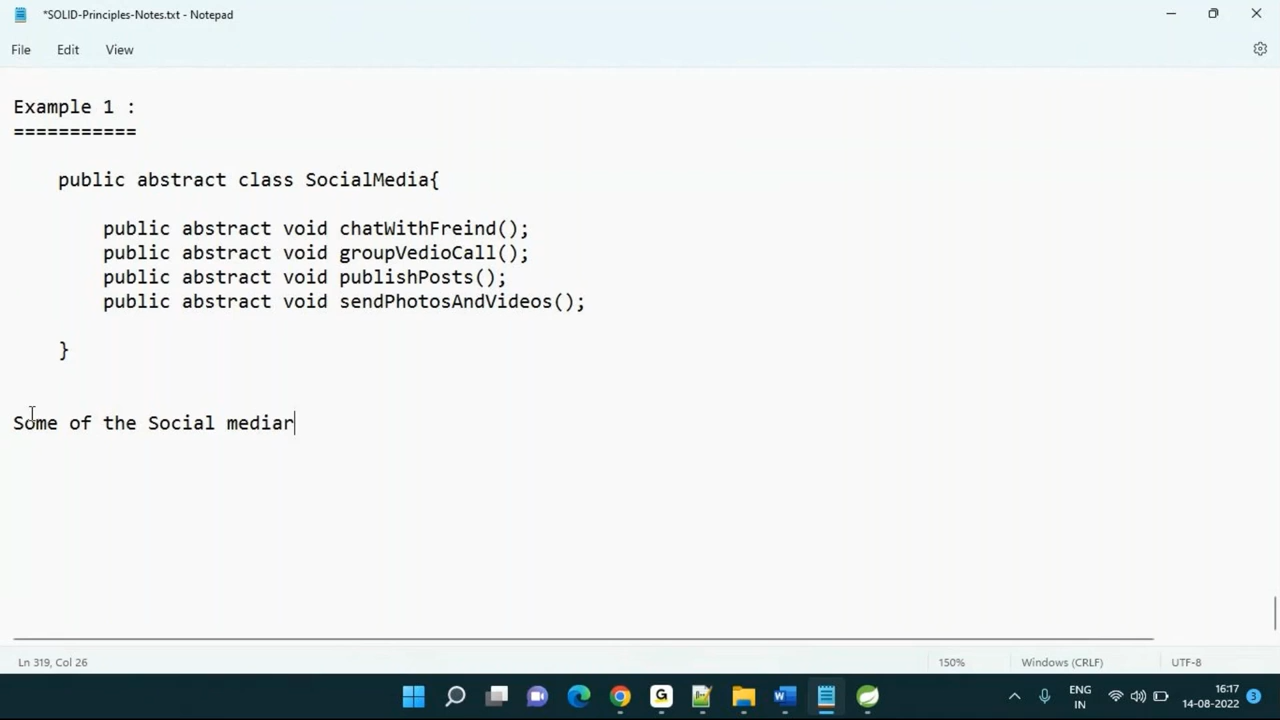 *SOLID-Principles-Notes.txt - Notepad
File Edit View
Example 1 :
===========
public abstract class SocialMedia{
public abstract void chatWithFreind();
public abstract void groupVedioCall();
public abstract void publishPosts();
public abstract void sendPhotosAndVideos();
}
Some of the Social mediar
Ln 319, Col 26 150% Windows (CRLF) UTF-8
ENG 16:17
IN 14-08-2022 3